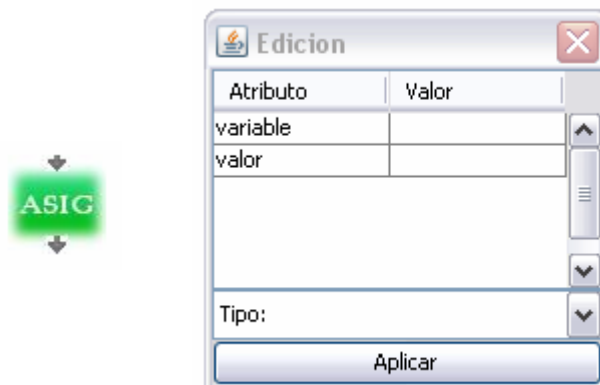 Edicion
Atributo Valor
variable
valor
ASIG
Tipo:
Aplicar